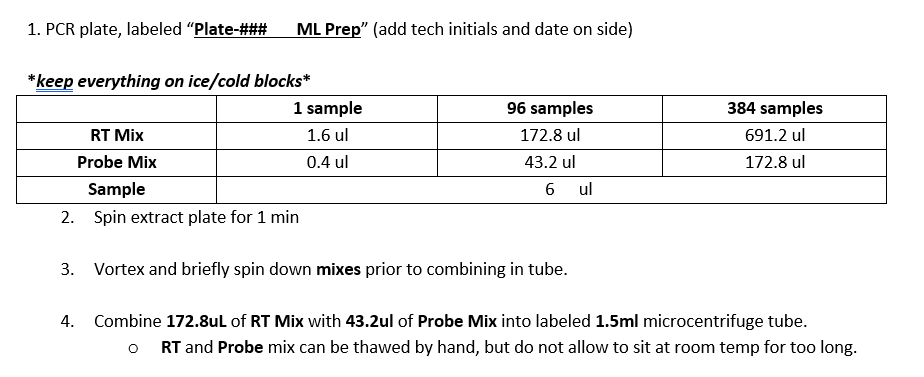 1. PCR plate, labeled “Plate-### ML Prep” (add tech initials and date on side)
*keep everything on ice/cold blocks*
1 sample 96 samples 384 samples
RT Mix 1.6 ul 172.8 ul 691.2 ul
Probe Mix 0.4 ul 43.2 ul 172.8 ul
Sample 6 ul
2. Spin extract plate for 1 min
3. Vortex and briefly spin down mixes prior to combining in tube.
4. Combine 172.8uL of RT Mix with 43.2ul of Probe Mix into labeled 1.5ml microcentrifuge tube.
o RT and Probe mix can be thawed by hand, but do not allow to sit at room temp for too long.